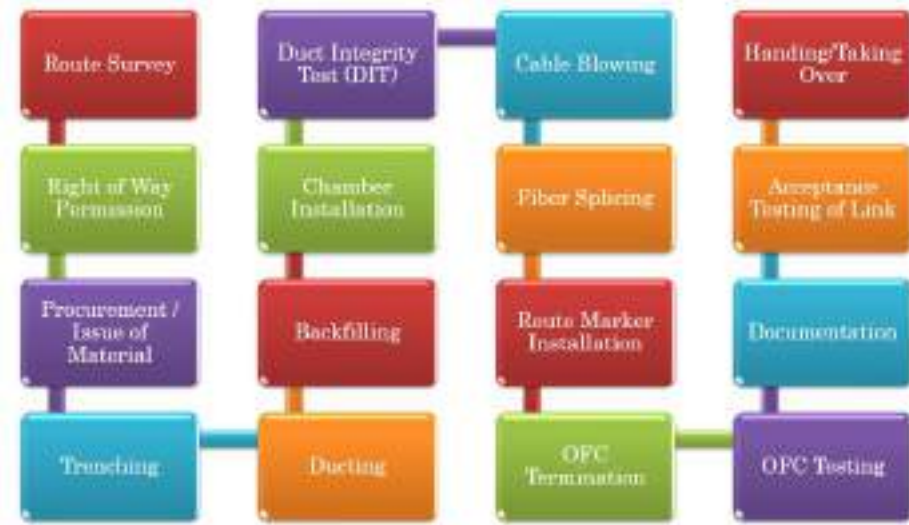 Route Survey
Right of Way
Permission
Procurement /
Issue of
Material
Trenching
Ducting
Backfilling
Chamber
Installation
Duct Integrity
Test (DIT)
Cable Blowing
Fiber Splicing
Route Marker
Installation
OFC
Termination
OFC Testing
Documentation
Acceptance
Testing of Link
Handing/Taking
Over